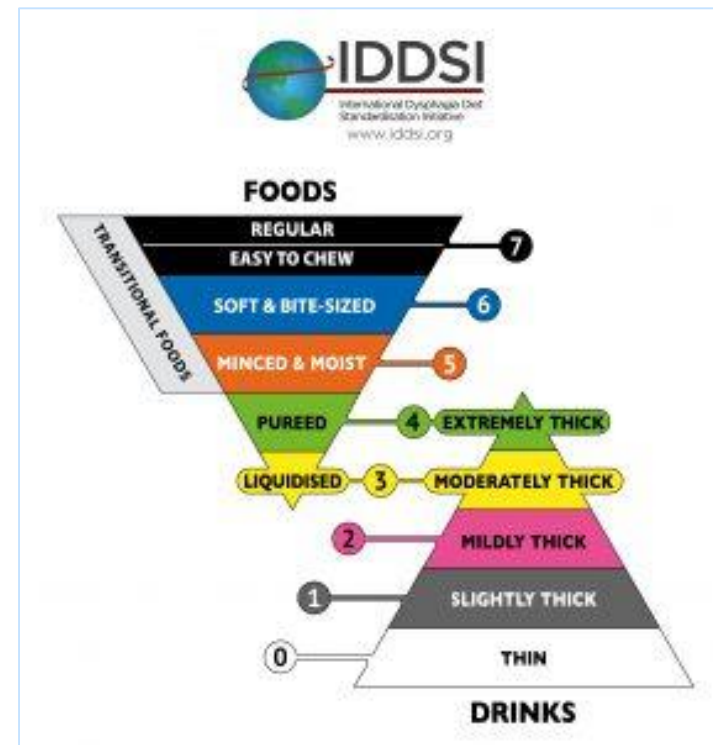 IDDSI
International Dysphagia Diet
Standardisation Initiative
www.iddsi.org
FOODS
TRANSITIONAL FOODS
REGULAR
EASY TO CHEW
7
SOFT & BITE-SIZED
6
MINCED & MOIST
5
PUREED
4
EXTREMELY THICK
LIQUIDISED
3
MODERATELY THICK
2
MILDLY THICK
1
SLIGHTLY THICK
0
THIN
DRINKS